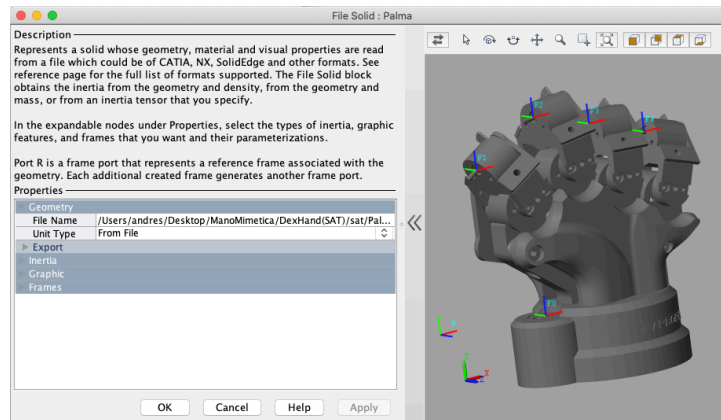 File Solid : Palma
Description
Represents a solid whose geometry, material and visual properties are read
from a file which could be of CATIA, NX, SolidEdge and other formats. See
reference page for the full list of formats supported. The File Solid block
obtains the inertia from the geometry and density, from the geometry and
mass, or from an inertia tensor that you specify.
In the expandable nodes under Properties, select the types of inertia, graphic
features, and frames that you want and their parameterizations.
Port R is a frame port that represents a reference frame associated with the
geometry. Each additional created frame generates another frame port.
Properties
Geometry
File Name /Users/andres/Desktop/ManoMimetica/DexHand(SAT)/sat/Pal...
Unit Type From File
Export
Inertia
Graphic
Frames
OK Cancel Help Apply
F2
F3
F1
F0
R
Y
X
Z